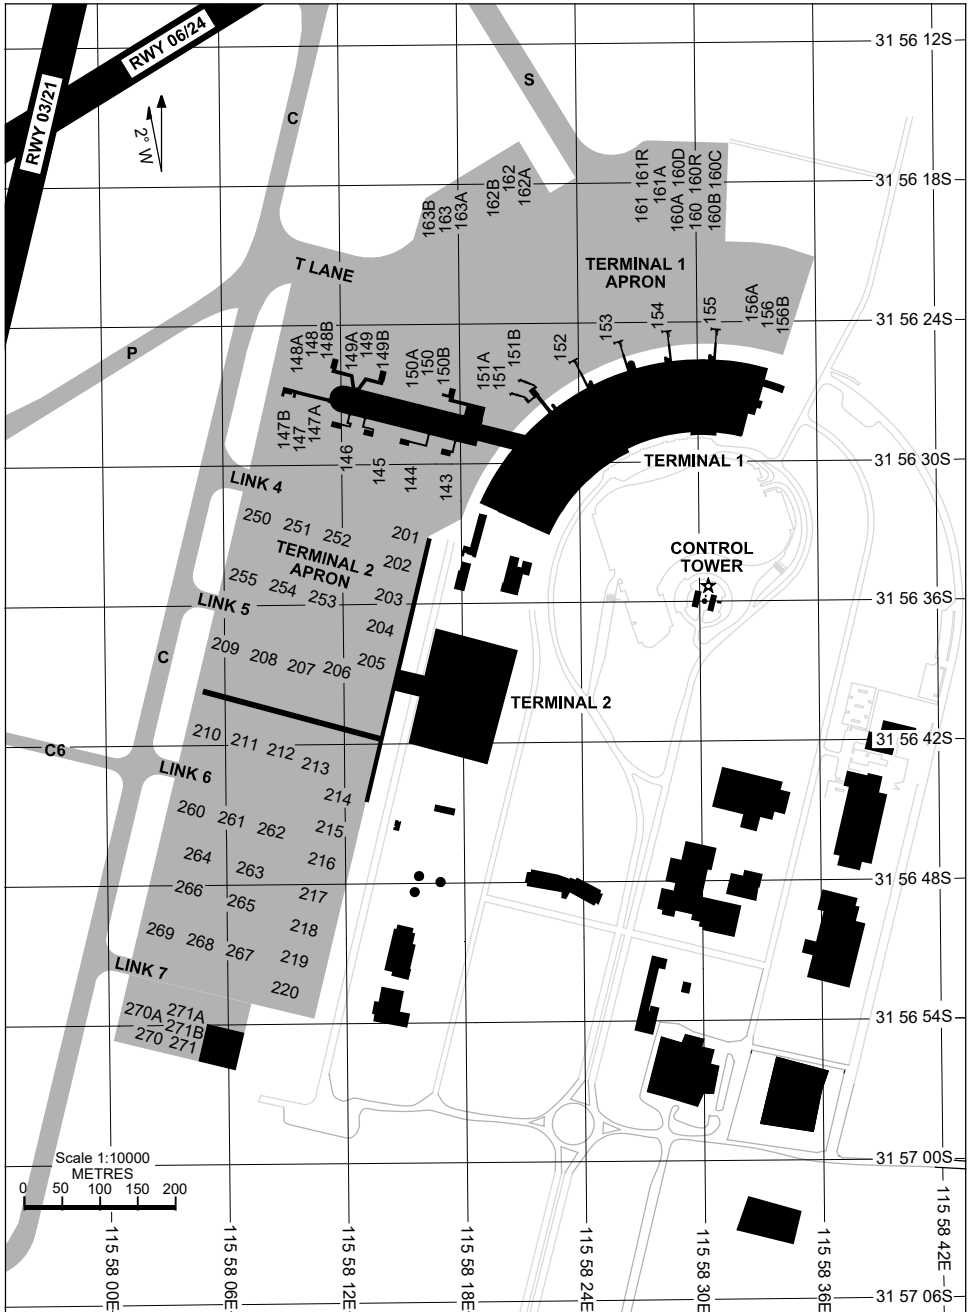 RWY 06/24
31 56 12S
RWY 03/21
S
C
2° W
161 161R
161A
160A 160D
160 160R
160B 160C
31 56 18S
162B
162
162A
163B
163
163A
T LANE
TERMINAL 1
APRON
156A
156
156B
155
154
153
152
31 56 24S
151B
151A
151
150A
150
150B
149A
149
149B
148A
148
148B
P
147B
147
147A
146
145
144
143
TERMINAL 1
31 56 30S
LINK 4
250
251
252
201
TERMINAL 2
APRON
202
CONTROL
TOWER
255
254
253
203
31 56 36S
LINK 5
204
209
208
207
206
205
C
TERMINAL 2
210
211
212
213
31 56 42S
C6
LINK 6
214
260
261
262
215
264
263
216
31 56 48S
266
265
217
269
268
267
218
219
LINK 7
220
270A
271A
271B
270
271
31 56 54S
Scale 1:10000
METRES
0 50 100 150 200
31 57 00S
115 58 00E
115 58 06E
115 58 12E
115 58 18E
115 58 24E
115 58 30E
115 58 36E
115 58 42E
31 57 06S